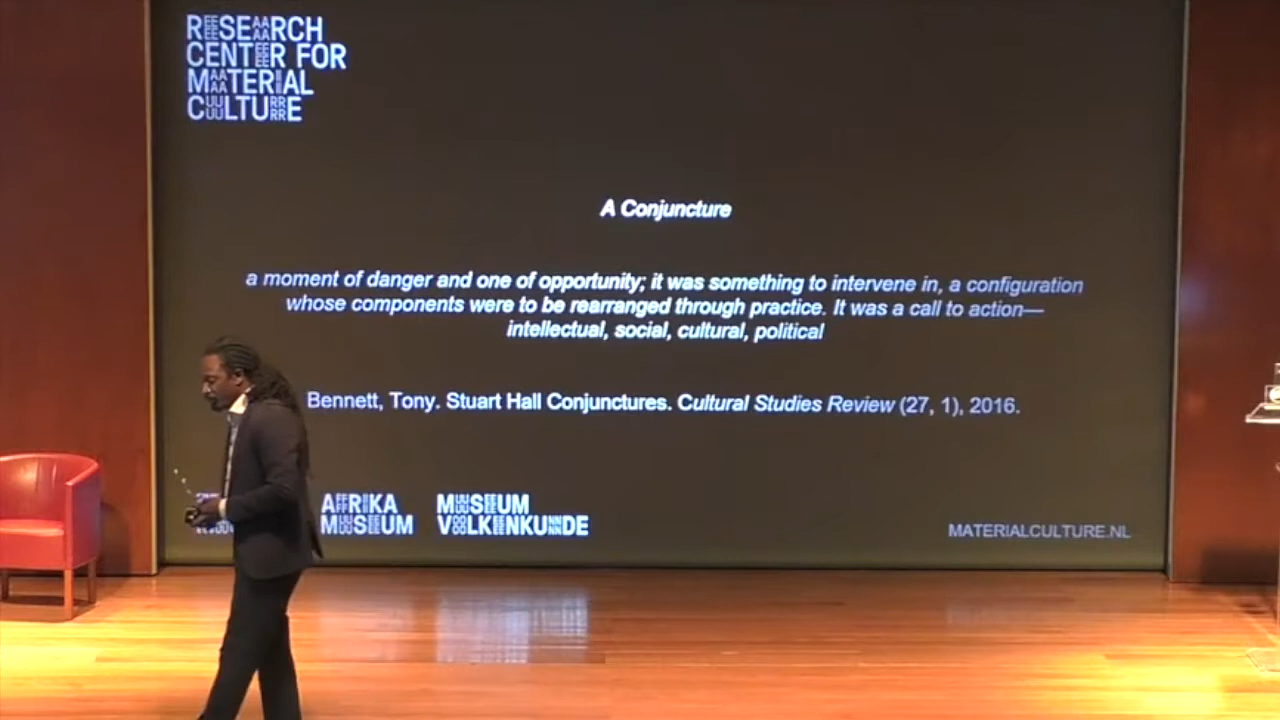 RESEARCH
CENTER FOR
MATERIAL
CULTURE
A Conjuncture
a moment of danger and one of opportunity; it was something to intervene in, a configuration
whose components were to be rearranged through practice. It was a call to action—
intellectual, social, cultural, political
Bennett, Tony. Stuart Hall Conjunctures. Cultural Studies Review (27, 1), 2016.
AFRIKA
MUSEUM
MUSEUM
VOLKENKUNDE
MATERIALCULTURE.NL